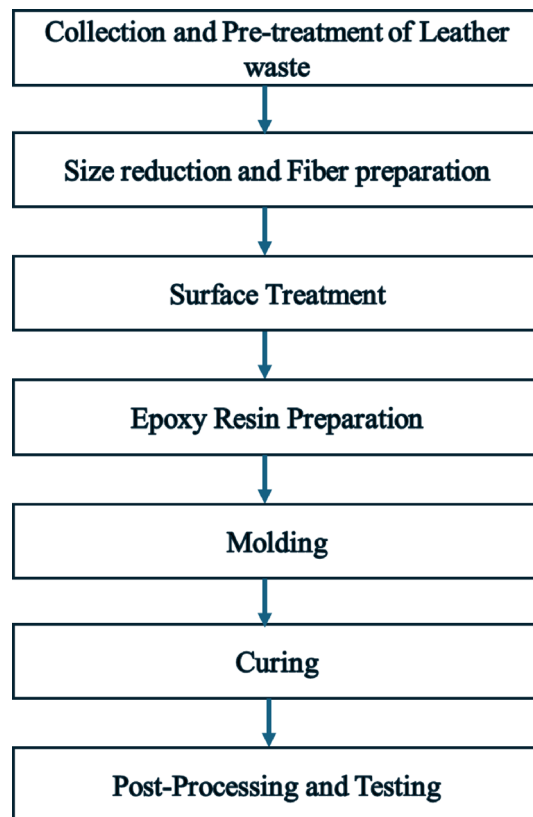 Collection and Pre-treatment of Leather
waste
Size reduction and Fiber preparation
Surface Treatment
Epoxy Resin Preparation
Molding
Curing
Post-Processing and Testing